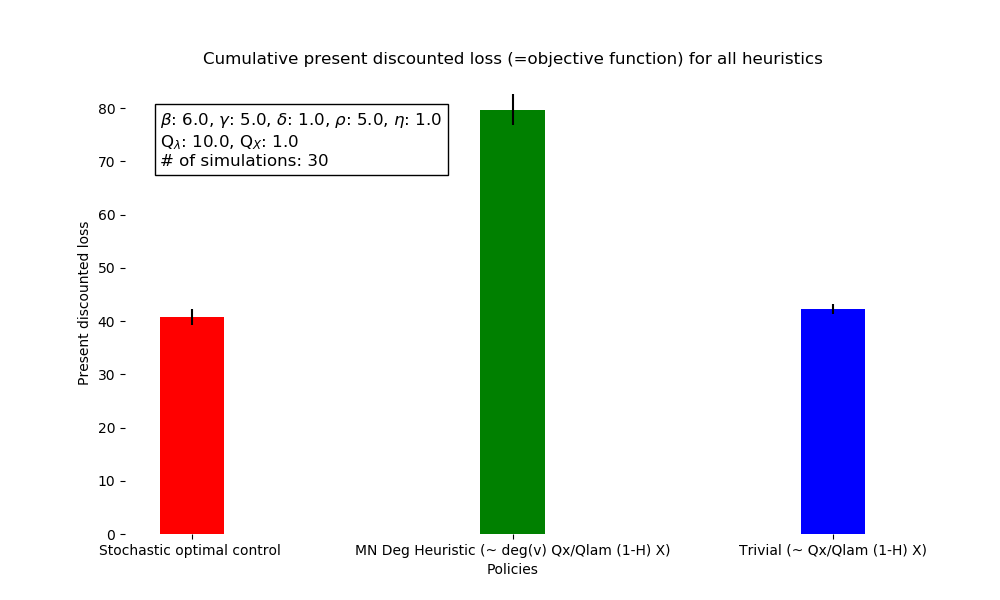 Cumulative present discounted loss (=objective function) for all heuristics
β: 6.0, γ: 5.0, δ: 1.0, ρ: 5.0, η: 1.0
Qλ: 10.0, QX: 1.0
# of simulations: 30
Present discounted loss
80
70
60
50
40
30
20
10
0
Stochastic optimal control
MN Deg Heuristic (~ deg(v) Qx/Qlam (1-H) X)
Trivial (~ Qx/Qlam (1-H) X)
Policies